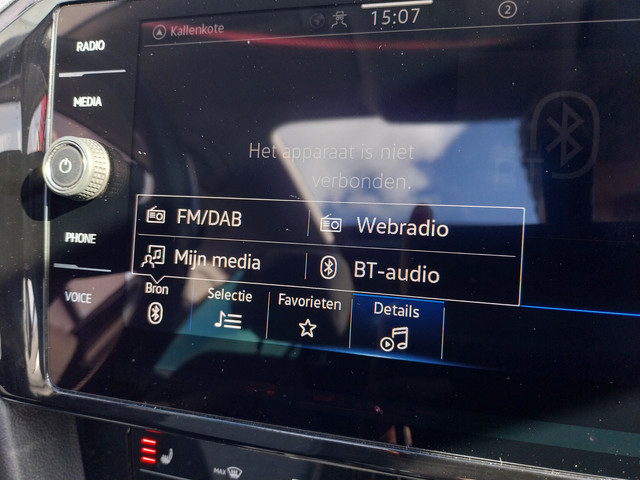 Kallenkote
15:07
2
RADIO
MEDIA
PHONE
VOICE
Het apparaat is niet
verbonden.
FM/DAB
Webradio
Mijn media
BT-audio
Bron
Selectie
Favorieten
Details
MAX